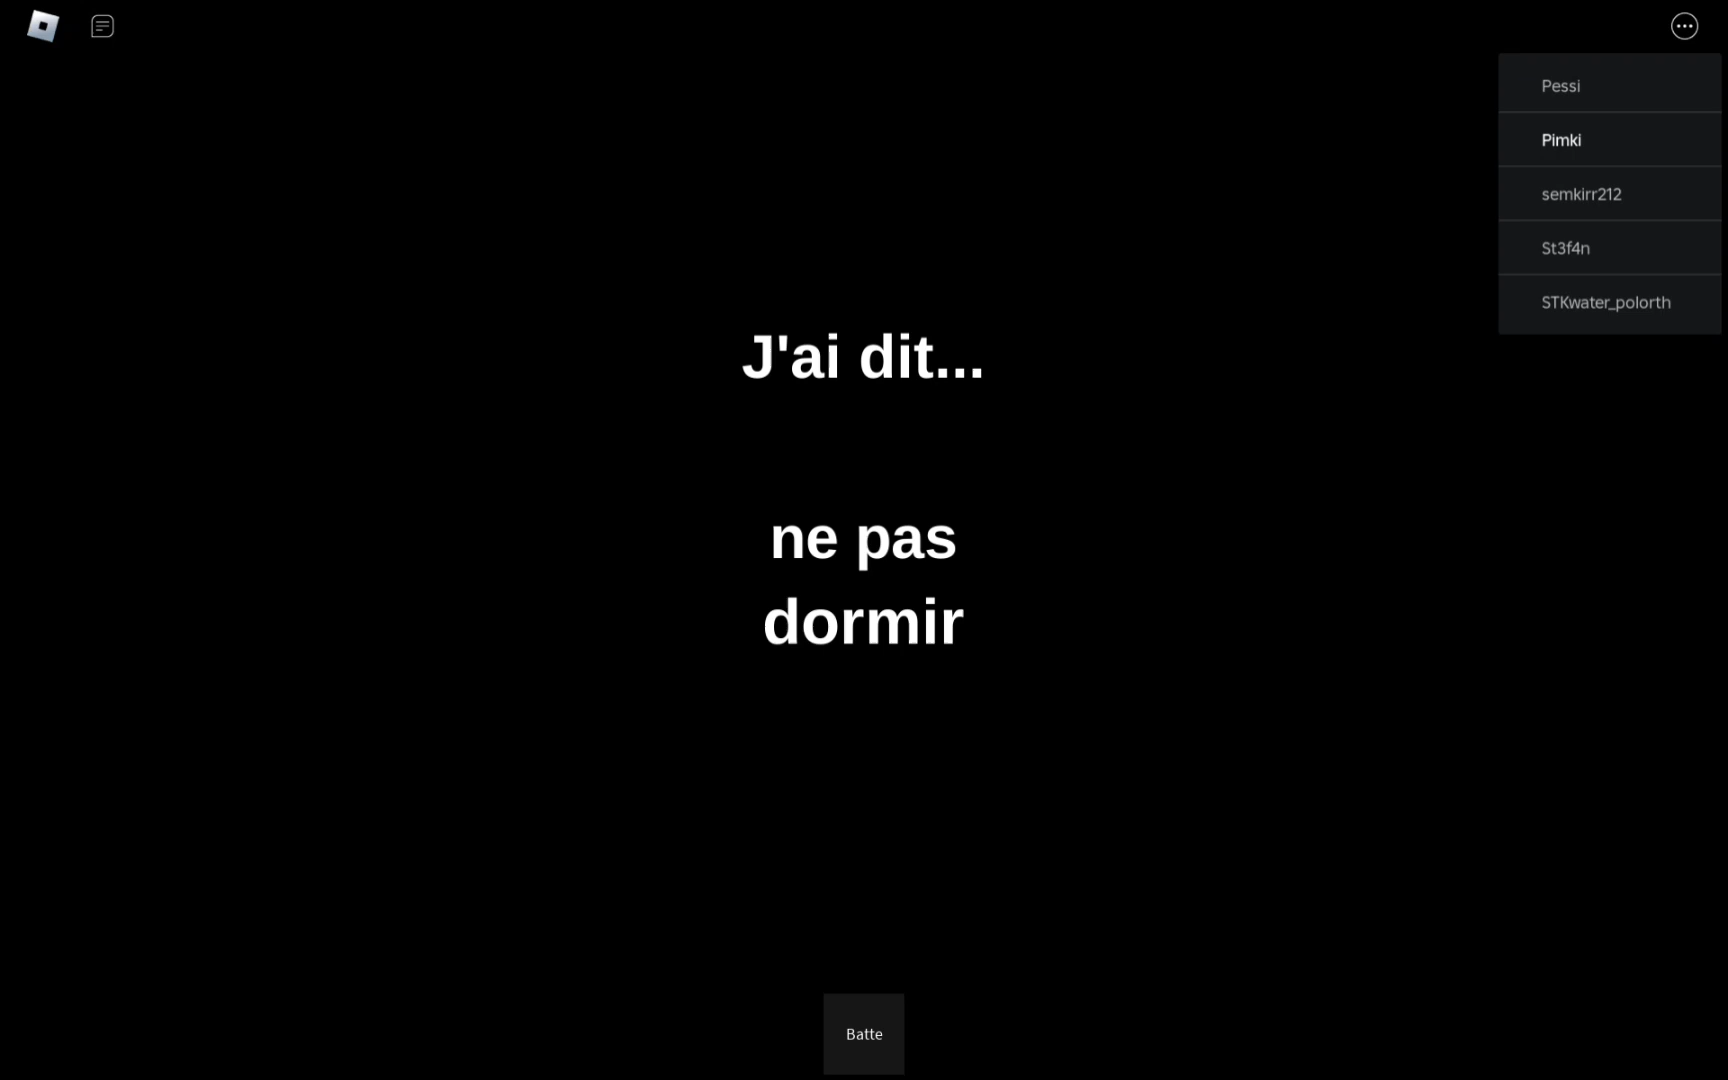 Pessi
Pimki
semkirr212
St3f4n
STKwater_polorth
J'ai dit...
ne pas
dormir
Batte